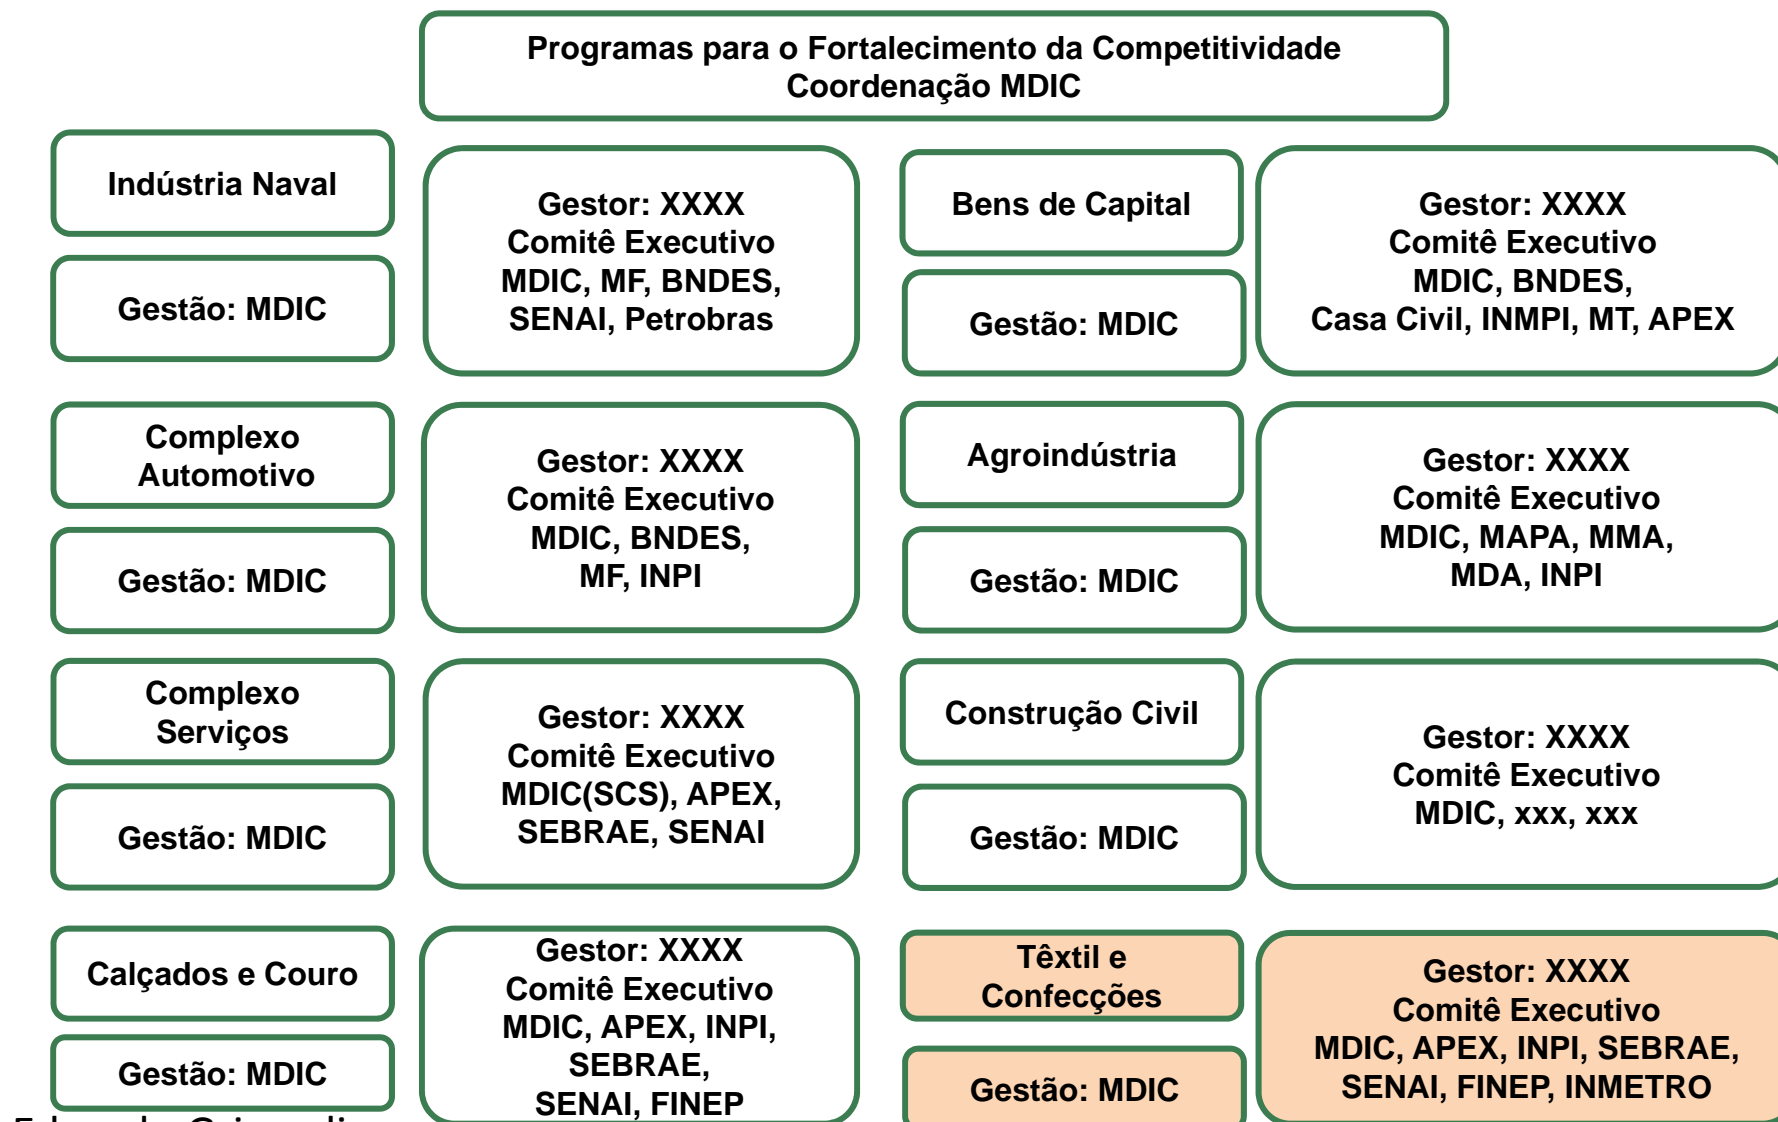 Programas para o Fortalecimento da Competitividade
Coordenação MDIC
Indústria Naval
Gestão: MDIC
Gestor: XXXX
Comitê Executivo
MDIC, MF, BNDES,
SENAI, Petrobras
Bens de Capital
Gestão: MDIC
Gestor: XXXX
Comitê Executivo
MDIC, BNDES,
Casa Civil, INMPI, MT, APEX
Complexo
Automotivo
Gestão: MDIC
Gestor: XXXX
Comitê Executivo
MDIC, BNDES,
MF, INPI
Agroindústria
Gestão: MDIC
Gestor: XXXX
Comitê Executivo
MDIC, MAPA, MMA,
MDA, INPI
Complexo
Serviços
Gestão: MDIC
Gestor: XXXX
Comitê Executivo
MDIC(SCS), APEX,
SEBRAE, SENAI
Construção Civil
Gestão: MDIC
Gestor: XXXX
Comitê Executivo
MDIC, xxx, xxx
Calçados e Couro
Gestão: MDIC
Gestor: XXXX
Comitê Executivo
MDIC, APEX, INPI,
SEBRAE,
SENAI, FINEP
Têxtil e
Confecções
Gestão: MDIC
Gestor: XXXX
Comitê Executivo
MDIC, APEX, INPI, SEBRAE,
SENAI, FINEP, INMETRO